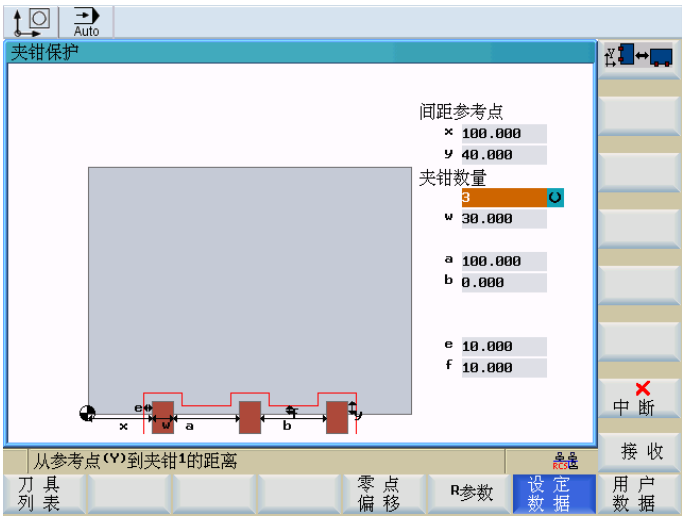 Auto
夹钳保护
Y
间距参考点
x 100.000
y 40.000
夹钳数量
3
w 30.000
a 100.000
b 0.000
e 10.000
f 10.000
e f y
x w a b
中断
从参考点(Y)到夹钳1的距离
RCS
接收
刀具列表 零点偏移 R参数 设定数据 用户数据